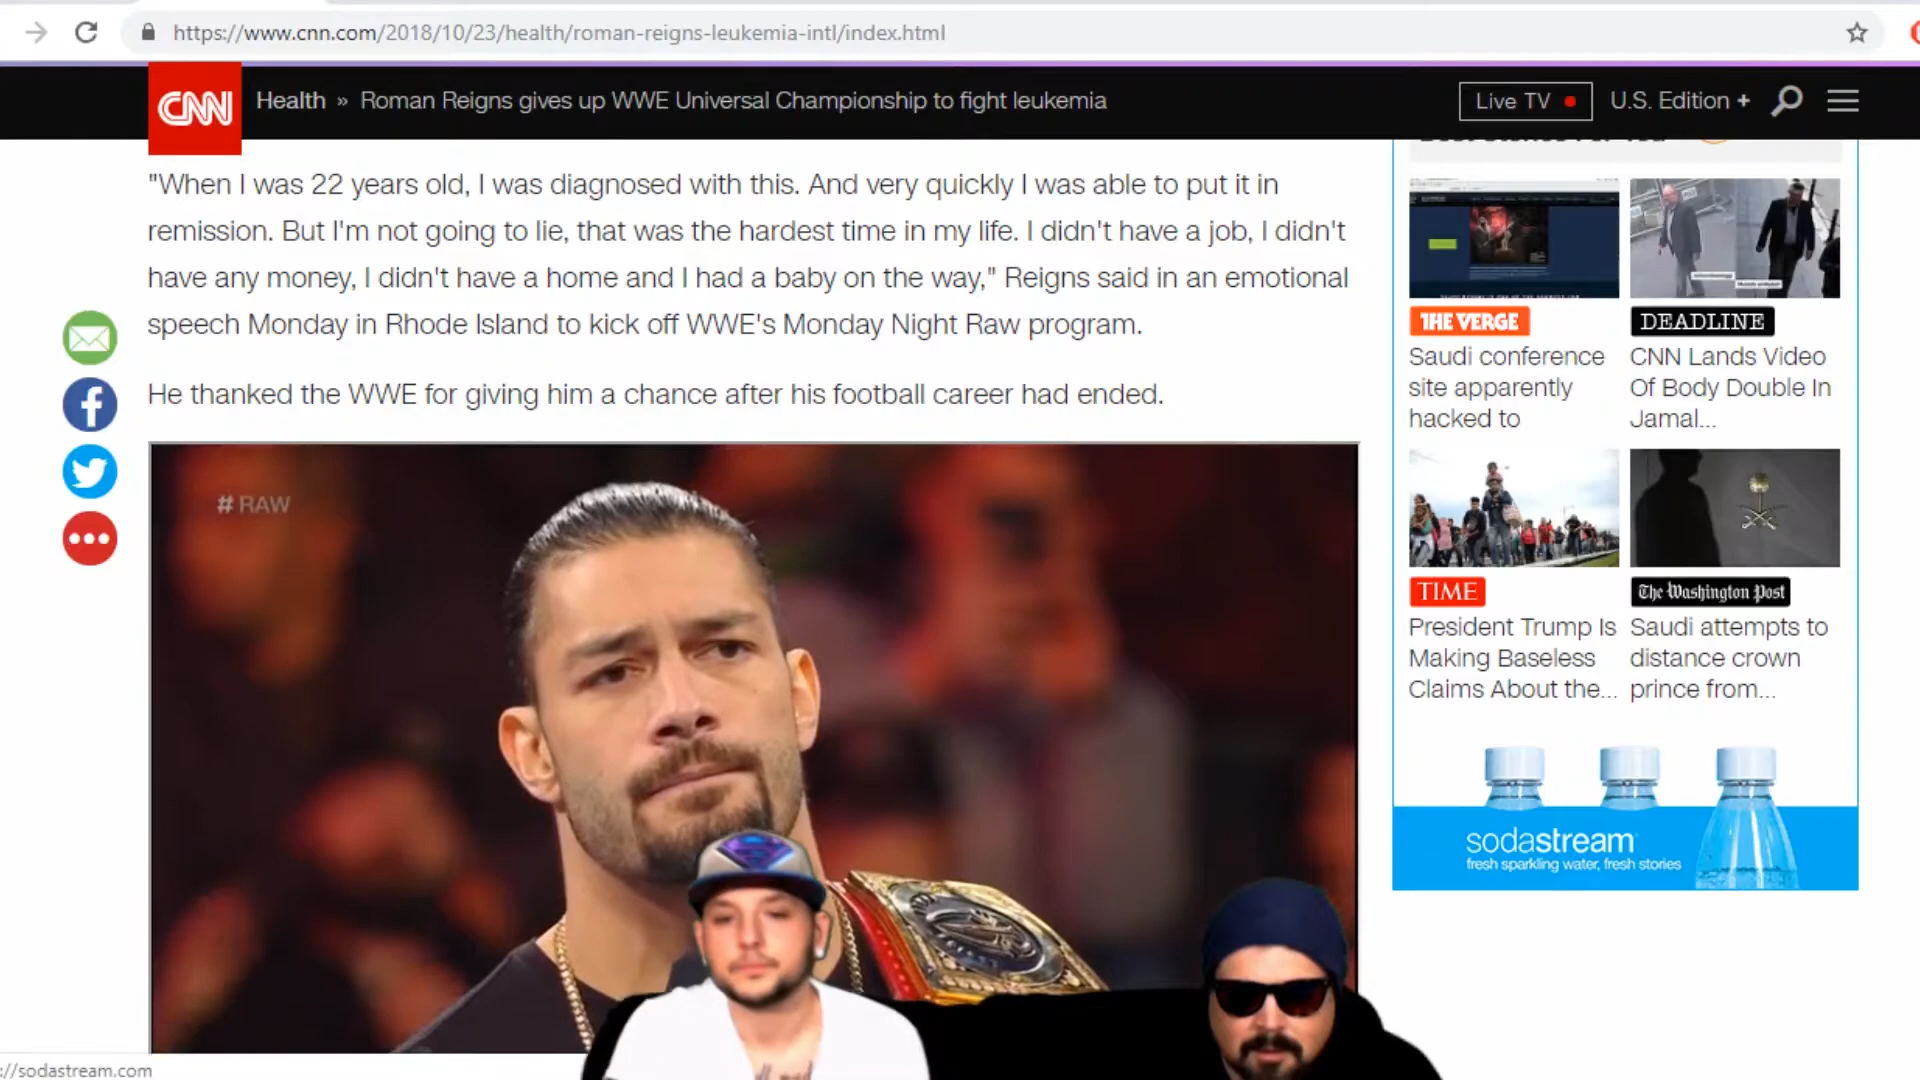 https://www.cnn.com/2018/10/23/health/roman-reigns-leukemia-intl/index.html
CNN
Health » Roman Reigns gives up WWE Universal Championship to fight leukemia
Live TV
U.S. Edition +
"When I was 22 years old, I was diagnosed with this. And very quickly I was able to put it in
remission. But I'm not going to lie, that was the hardest time in my life. I didn't have a job, I didn't
have any money, I didn't have a home and I had a baby on the way," Reigns said in an emotional
speech Monday in Rhode Island to kick off WWE's Monday Night Raw program.
He thanked the WWE for giving him a chance after his football career had ended.
# RAW
THE VERGE
Saudi conference
site apparently
hacked to
DEADLINE
CNN Lands Video
Of Body Double In
Jamal...
TIME
President Trump Is
Making Baseless
Claims About the...
The Washington Post
Saudi attempts to
distance crown
prince from...
sodastream
fresh sparkling water, fresh stories
://sodastream.com